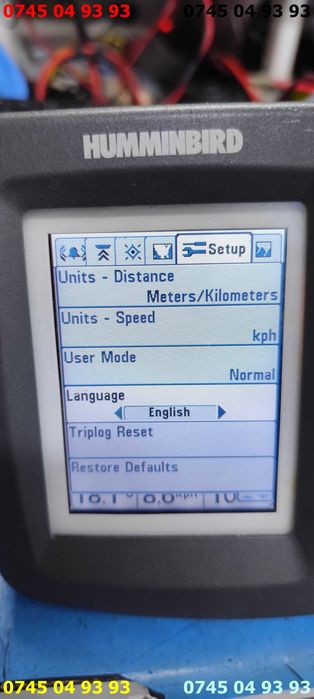 0745 04 93 93 0745 04 93 93
HUMMINBIRD
Setup
Units - Distance
Meters/Kilometers
Units - Speed
kph
User Mode
Normal
Language
English
Triplog Reset
Restore Defaults
0745 04 93 93 0745 04 93 93